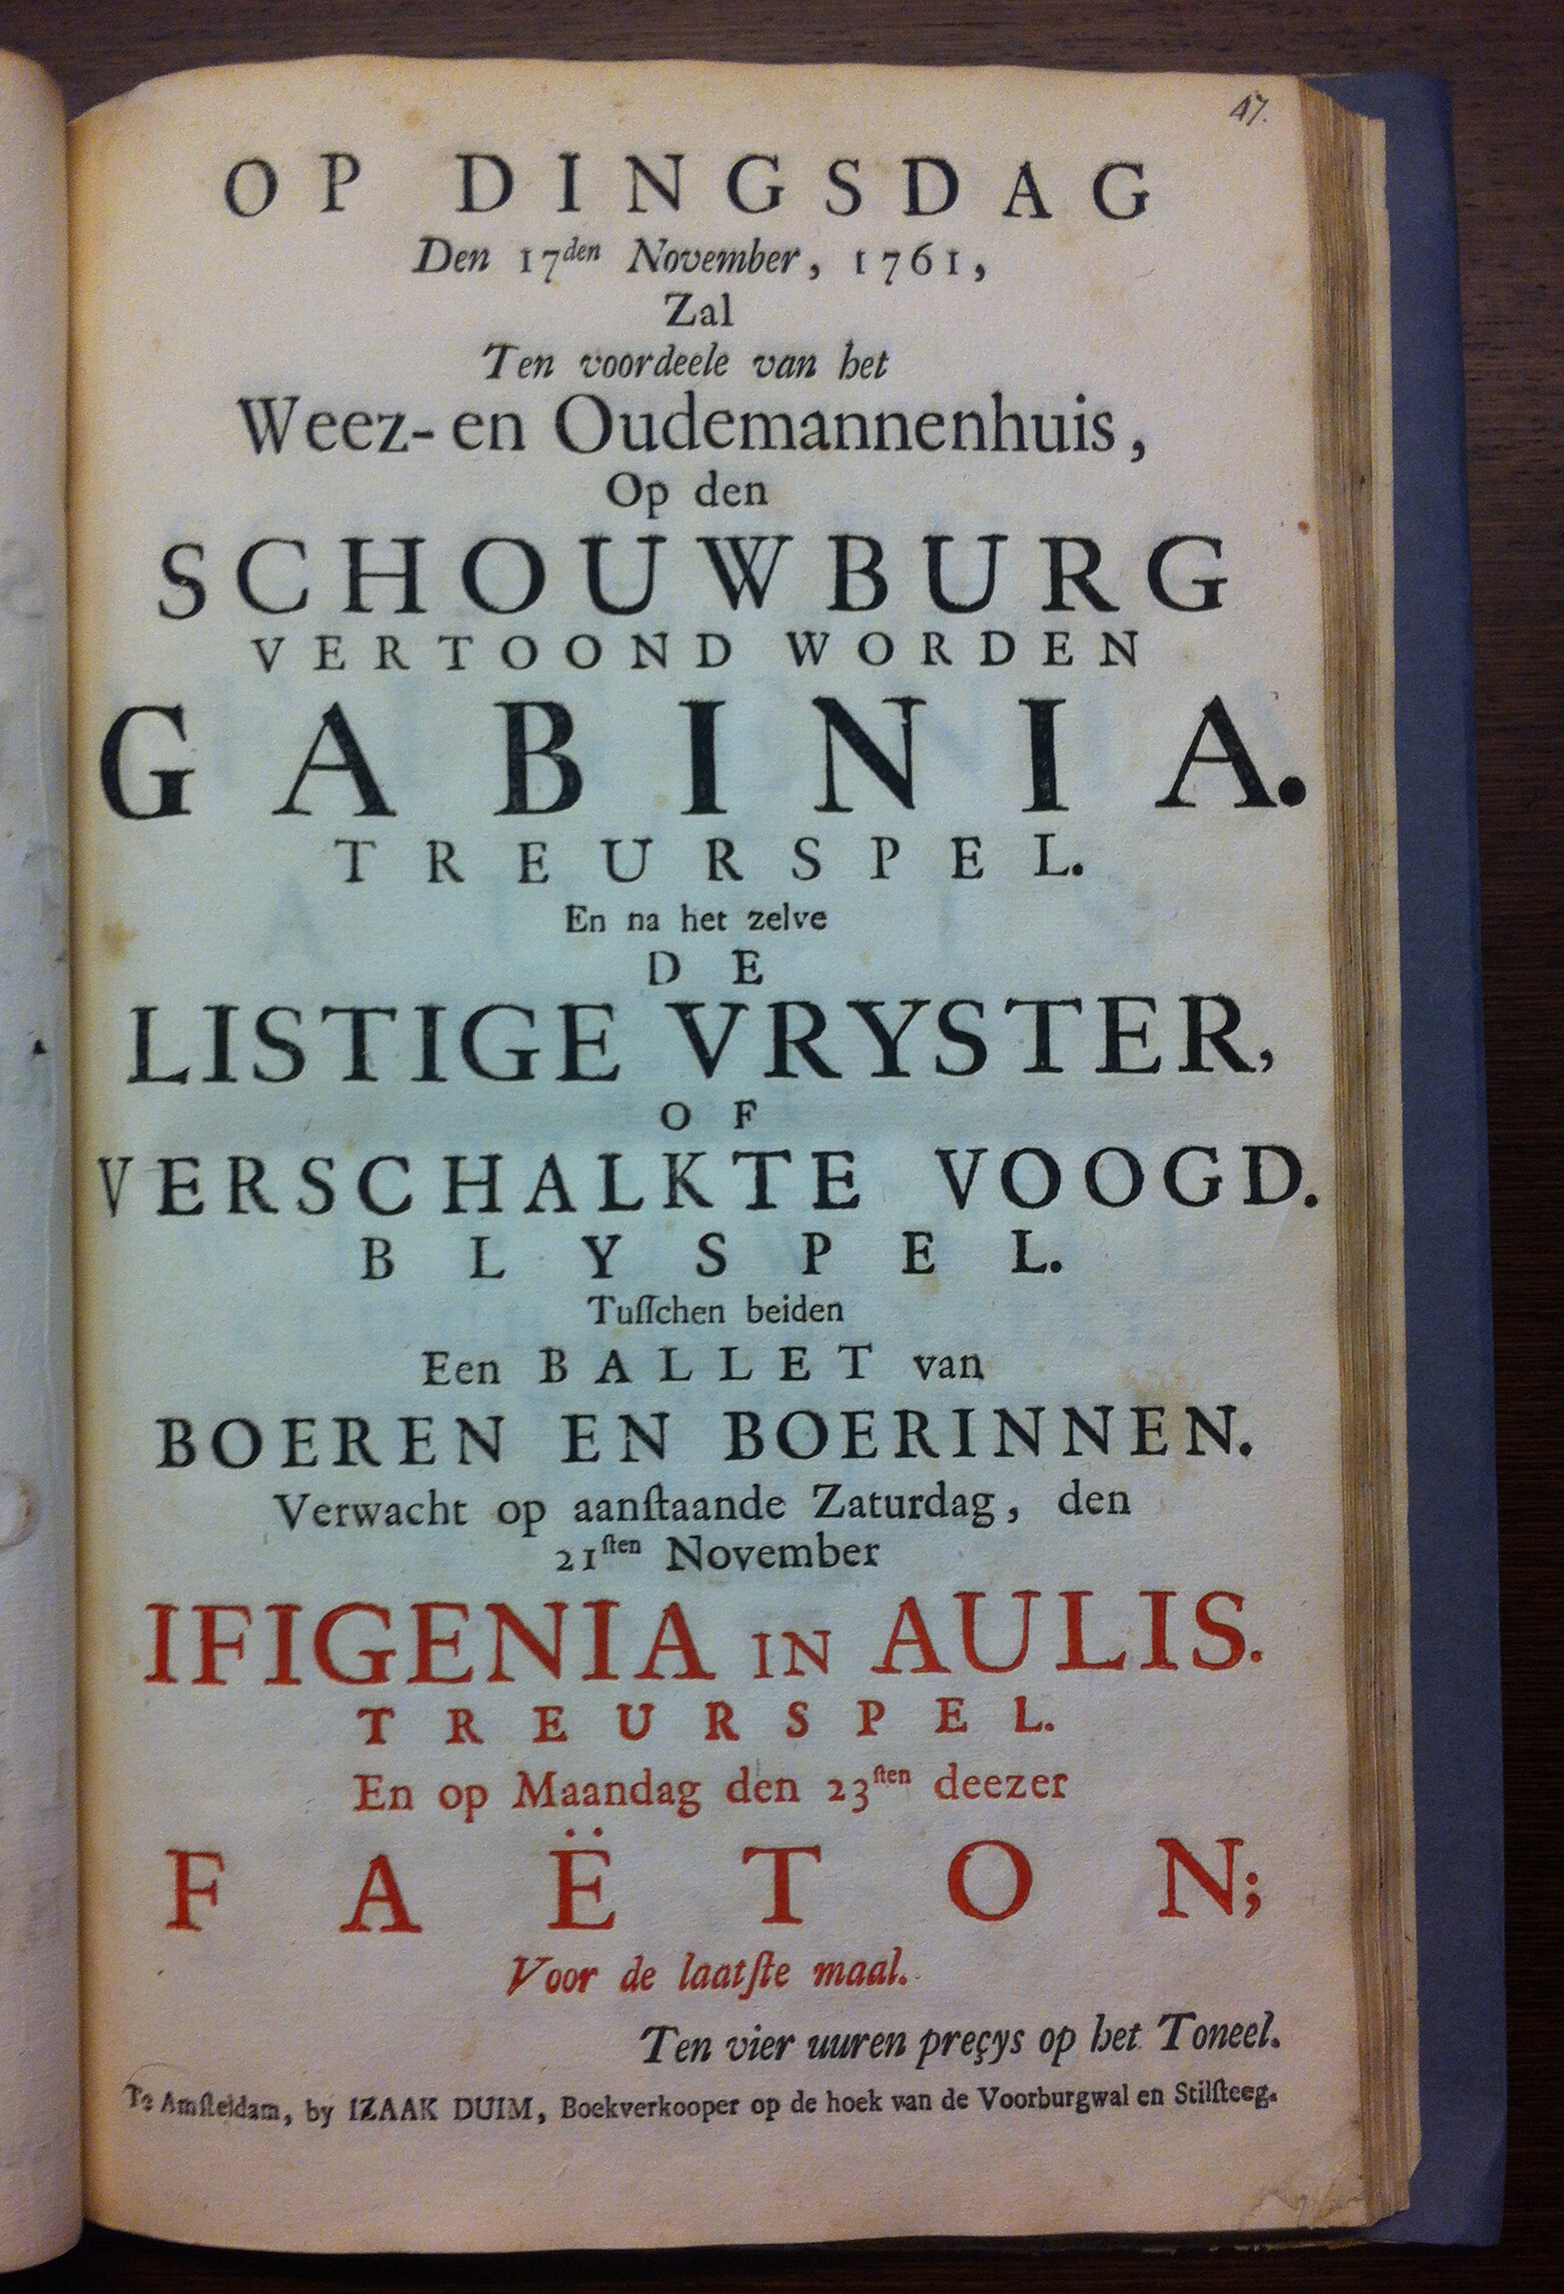 47.
OP DINGSDAG
Den 17den November, 1761,
Zal
Ten voordeele van het
Weez- en Oudemannenhuis,
Op den
SCHOUWBURG
VERTOOND WORDEN
GABINIA.
TREURSPEL.
En na het zelve
DE
LISTIGE VRYSTER,
OF
VERSCHALKTE VOOGD.
BLYSPEL.
Tuſſchen beiden
Een BALLET van
BOEREN EN BOERINNEN.
Verwacht op aanſtaande Zaturdag, den
21ſten November
IFIGENIA IN AULIS.
TREURSPEL.
En op Maandag den 23ſten deezer
FAËTON;
Voor de laatſte maal.
Ten vier uuren preçys op het Toneel.
Te Amſteldam, by IZAAK DUIM, Boekverkooper op de hoek van de Voorburgwal en Stilſteeg.